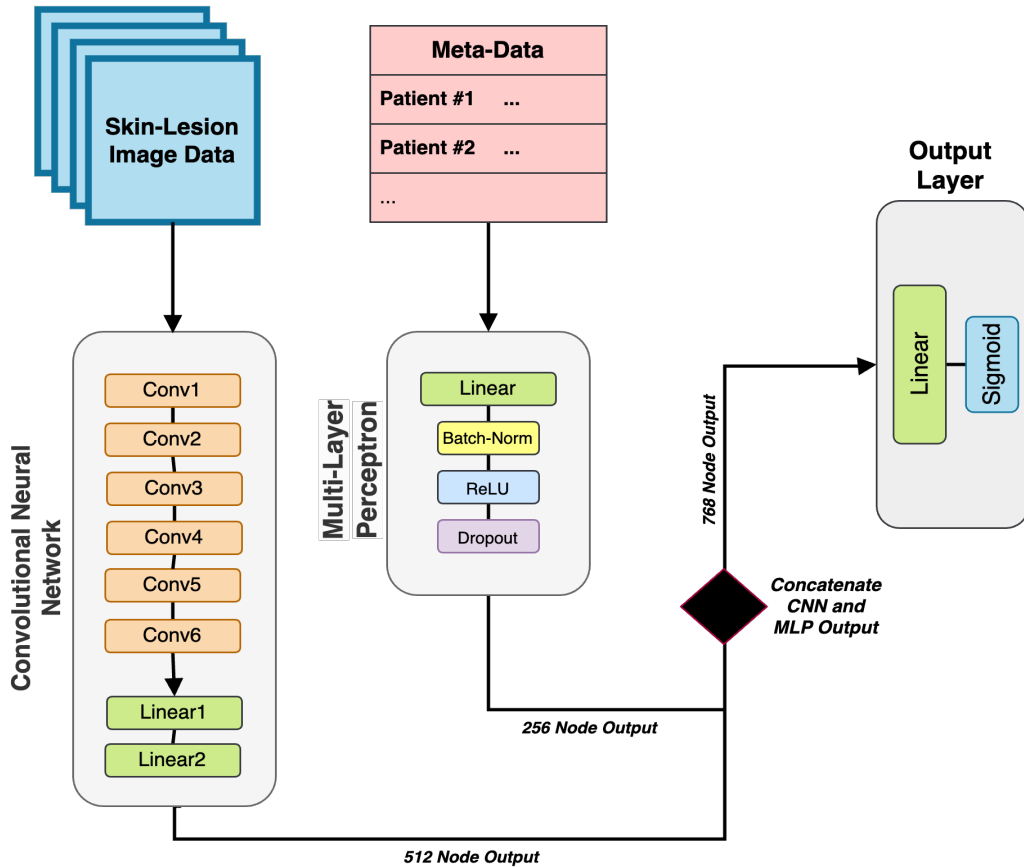 Skin-Lesion
Image Data
Meta-Data
Patient #1 ...
Patient #2 ...
...
Output
Layer
Linear
Sigmoid
Convolutional Neural
Network
Conv1
Conv2
Conv3
Conv4
Conv5
Conv6
Linear1
Linear2
Multi-Layer
Perceptron
Linear
Batch-Norm
ReLU
Dropout
768 Node Output
Concatenate
CNN and
MLP Output
256 Node Output
512 Node Output